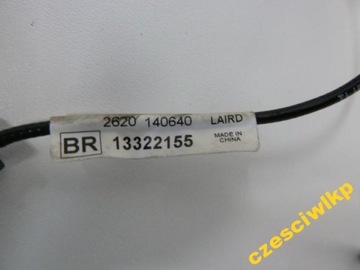 2620 140640 LAIRD
BR 13322155 MADE IN CHINA
czesciwlkp